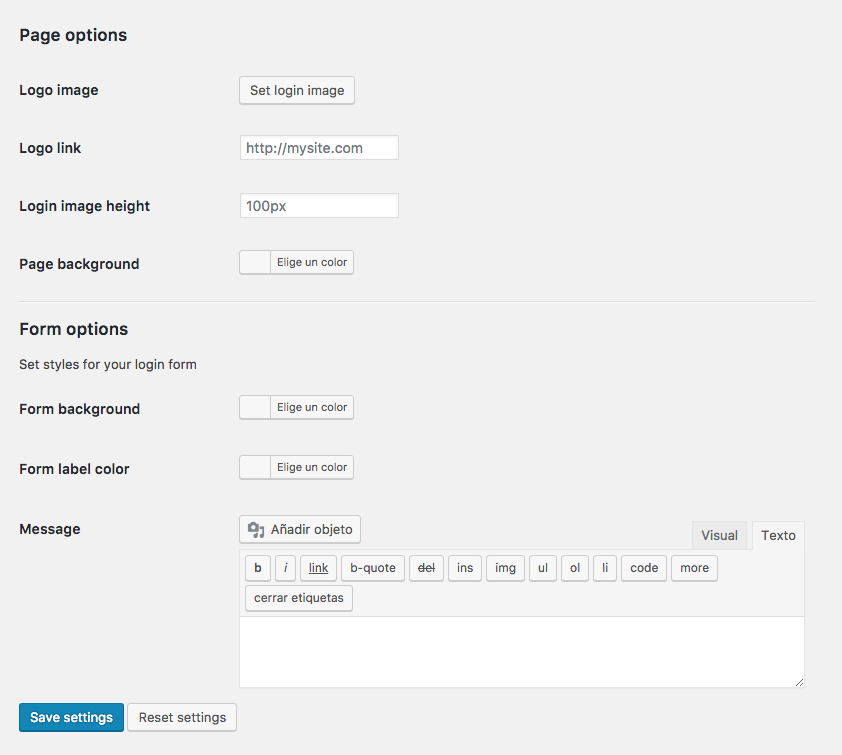 Page options
Logo image Set login image
Logo link http://mysite.com
Login image height 100px
Page background Elige un color
Form options
Set styles for your login form
Form background Elige un color
Form label color Elige un color
Message Añadir objeto Visual Texto
b i link b-quote del ins img ul ol li code more
cerrar etiquetas
Save settings Reset settings